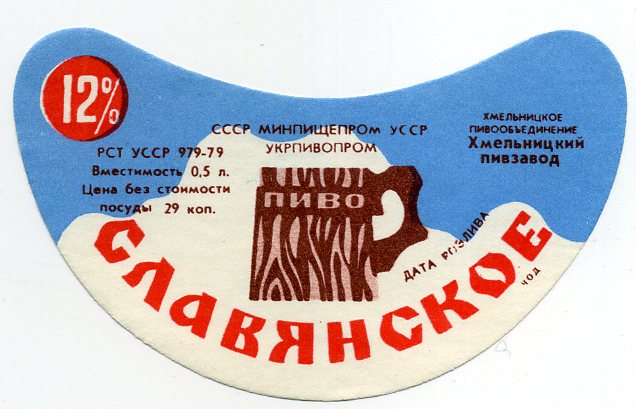 12%
СССР МИНПИЩЕПРОМ УССР
УКРПИВОПРОМ
ХМЕЛЬНИЦКОЕ
ПИВООБЪЕДИНЕНИЕ
Хмельницкий
пивзавод
РСТ УССР 979-79
Вместимость 0,5 л.
Цена без стоимости
посуды 29 коп.
ПИВО
ДАТА РОЗЛИВА
СЛАВЯНСКОЕ